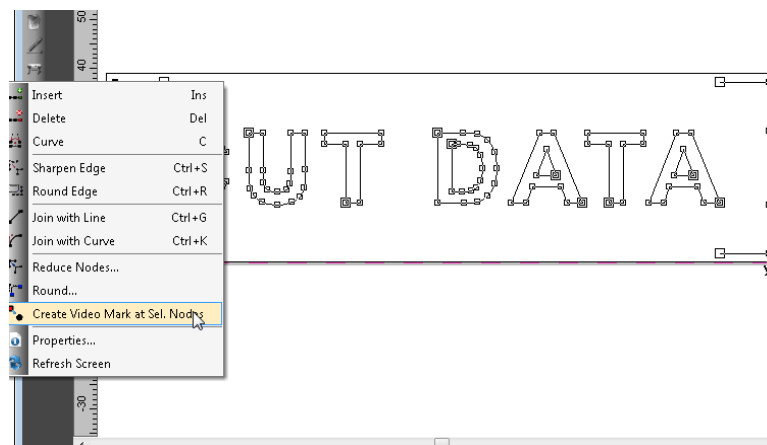 50
40
Insert Ins
Delete Del
Curve C
UT DATA
Sharpen Edge Ctrl+S
Round Edge Ctrl+R
Join with Line Ctrl+G
Join with Curve Ctrl+K
Reduce Nodes...
Round...
Create Video Mark at Sel. Nodes
Properties...
Refresh Screen
-30